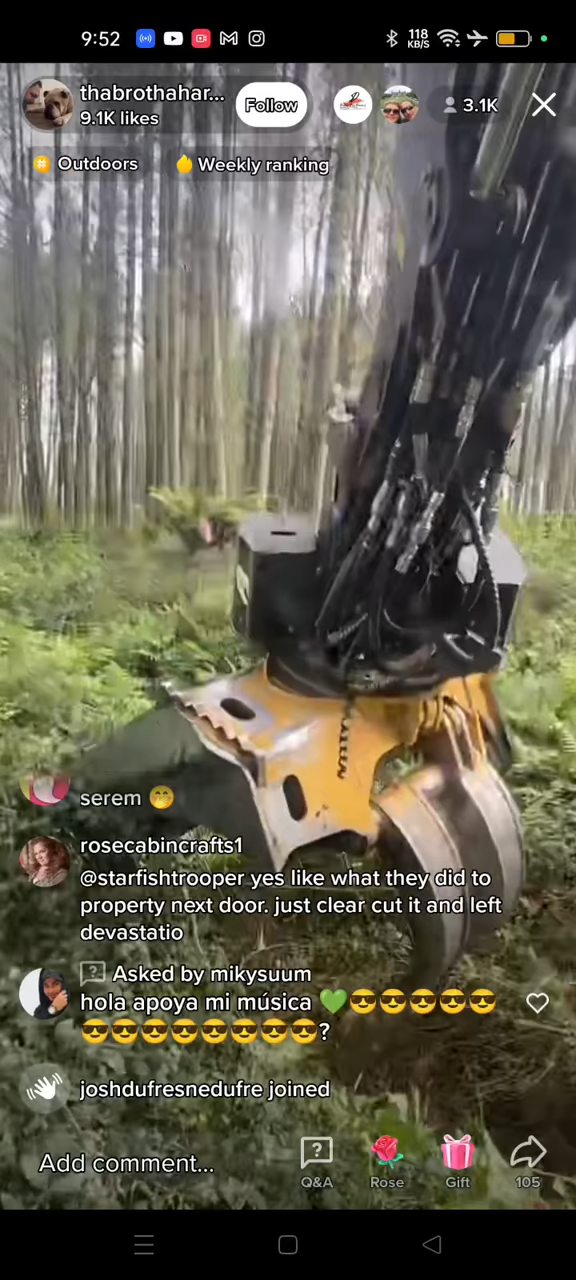 9:52
118
KB/S
thabrothahar...
9.1K likes
Follow
3.1K
Outdoors
Weekly ranking
serem 🤭
rosecabincrafts1
@starfishtrooper yes like what they did to
property next door. just clear cut it and left
devastatio
Asked by mikysuum
hola apoya mi música 💚😎😎😎😎😎
😎😎😎😎😎😎😎😎?
joshdufresnedufre joined
Add comment...
Q&A
Rose
Gift
105